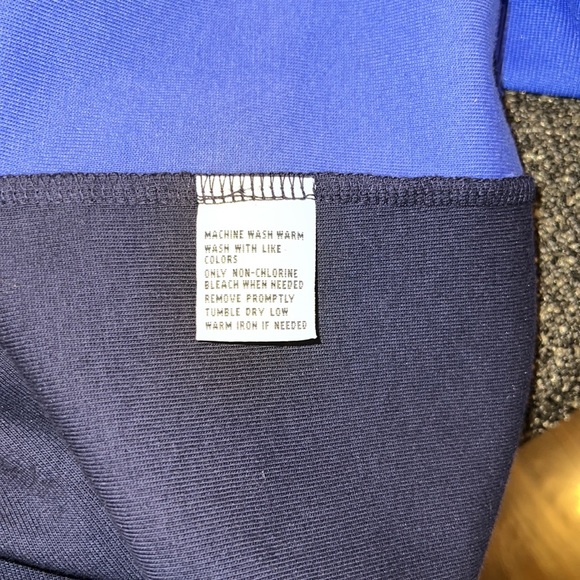 MACHINE WASH WARM
WASH WITH LIKE
COLORS
ONLY NON-CHLORINE
BLEACH WHEN NEEDED
REMOVE PROMPTLY
TUMBLE DRY LOW
WARM IRON IF NEEDED